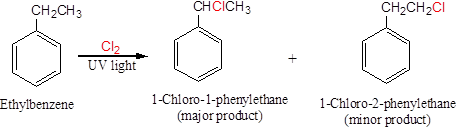 CH2CH3
Cl2
UV light
Ethylbenzene
CHClCH3
1-Chloro-1-phenylethane
(major product)
+
CH2CH2Cl
1-Chloro-2-phenylethane
(minor product)